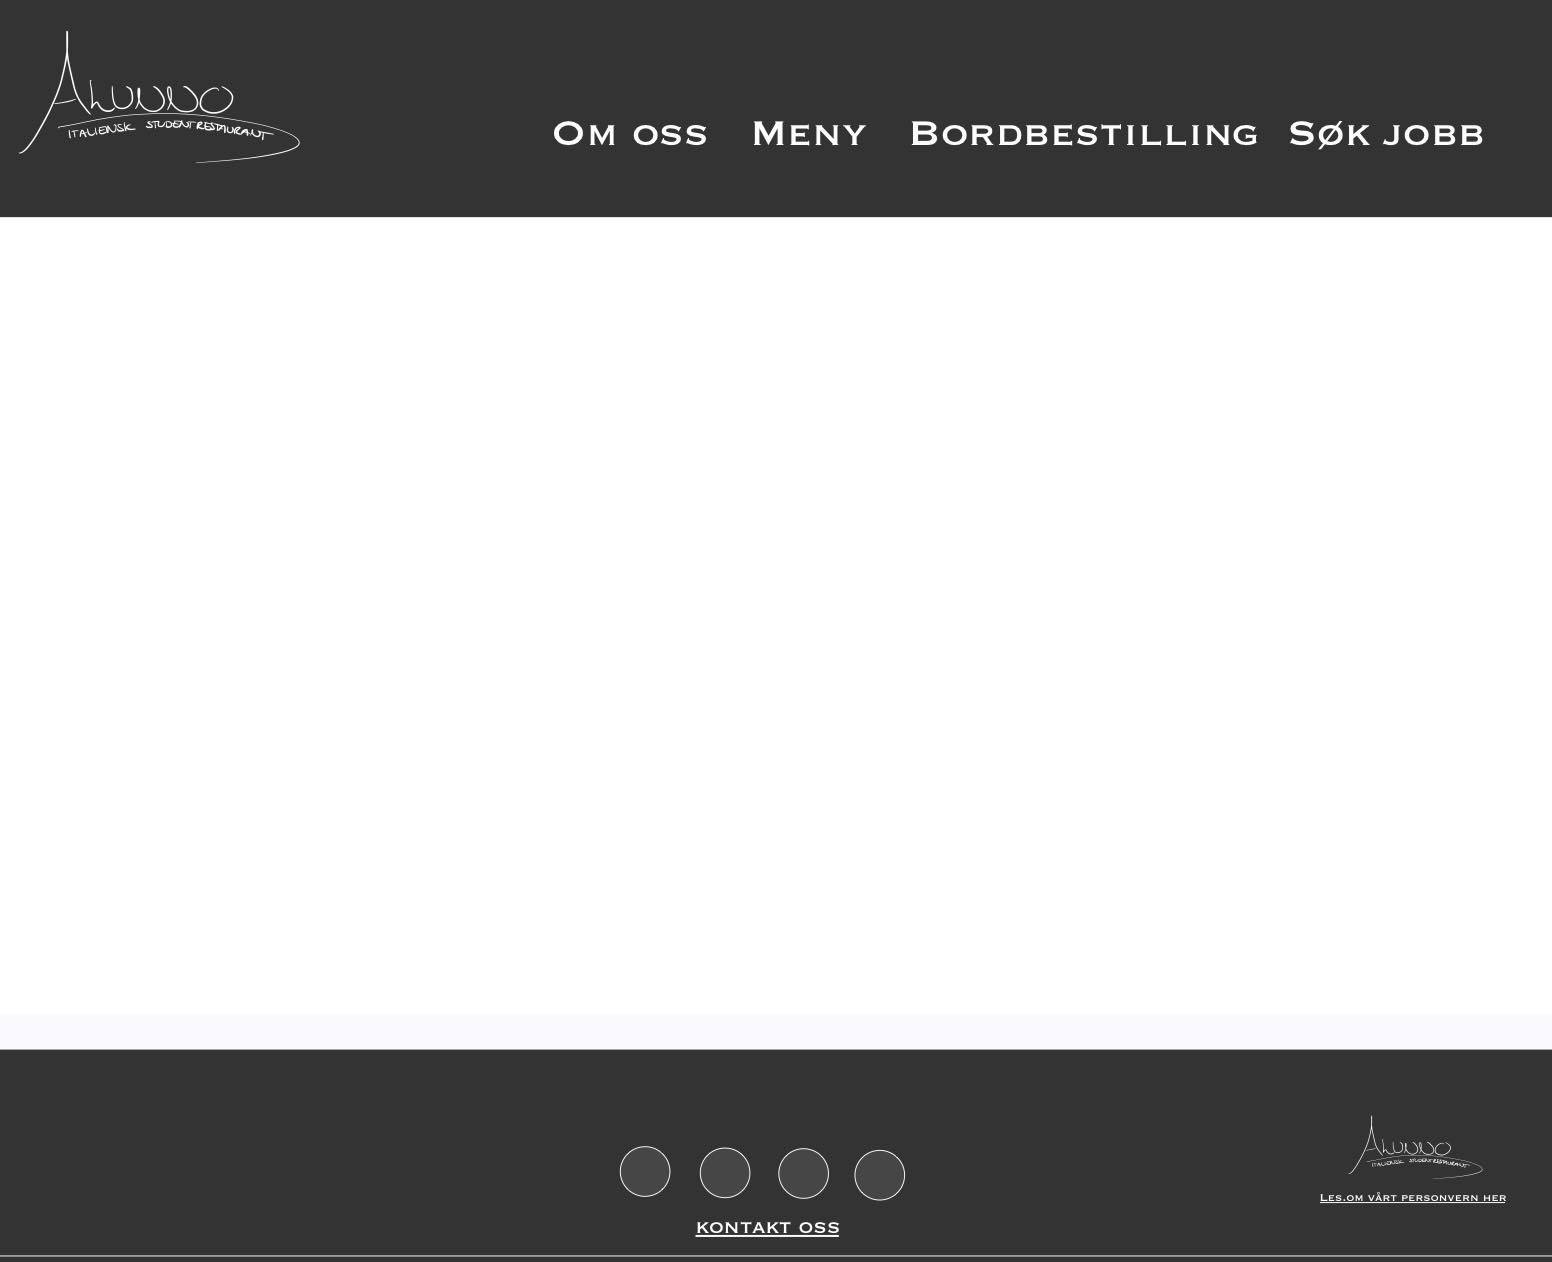 Alunno
ITALIENSK STUDENTRESTAURANT
Om oss Meny Bordbestilling Søk jobb
Alunno
ITALIENSK STUDENTRESTAURANT
Les.om vårt personvern her
kontakt oss